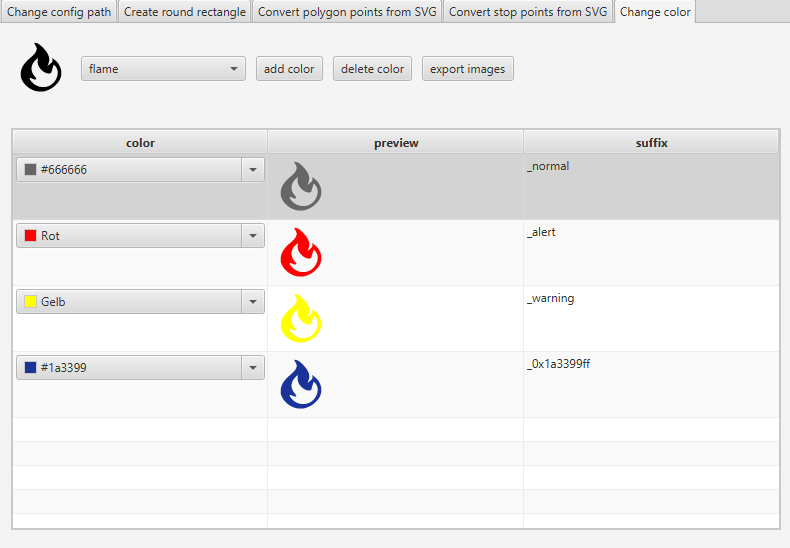 Change config path Create round rectangle Convert polygon points from SVG Convert stop points from SVG Change color
flame add color delete color export images
color preview suffix
#666666 _normal
Rot _alert
Gelb _warning
#1a3399 _0x1a3399ff